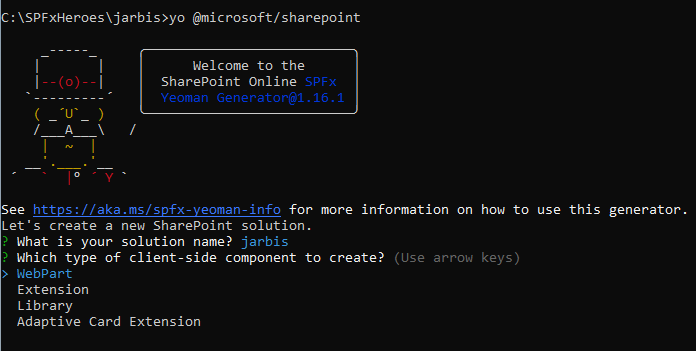 C:\SPFxHeroes\jarbis>yo @microsoft/sharepoint
Welcome to the
SharePoint Online SPFx
Yeoman Generator@1.16.1
See https://aka.ms/spfx-yeoman-info for more information on how to use this generator.
Let's create a new SharePoint solution.
? What is your solution name? jarbis
? Which type of client-side component to create? (Use arrow keys)
> WebPart
Extension
Library
Adaptive Card Extension